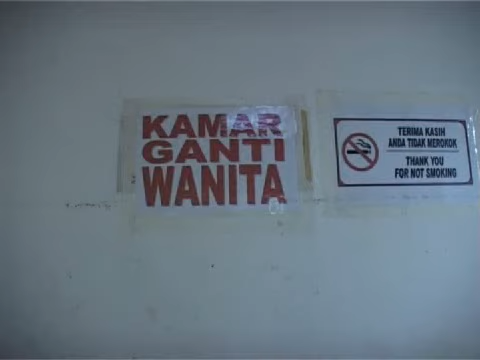 KAMAR
GANTI
WANITA
TERIMA KASIH
ANDA TIDAK MEROKOK
THANK YOU
FOR NOT SMOKING